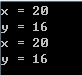 x = 20
y = 16
x = 20
y = 16